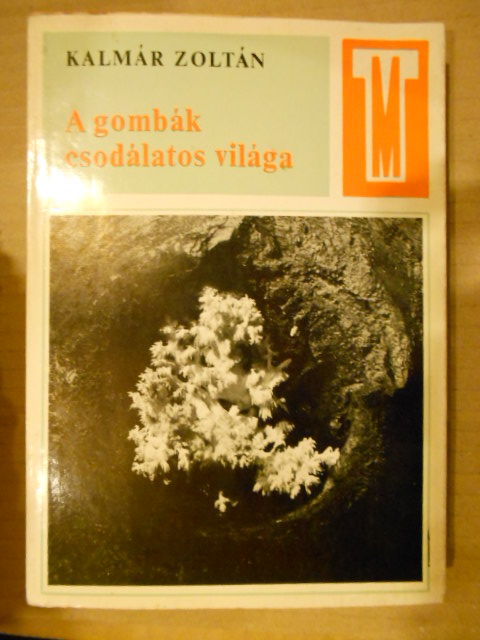 KALMÁR ZOLTÁN
A gombák
csodálatos világa
TM